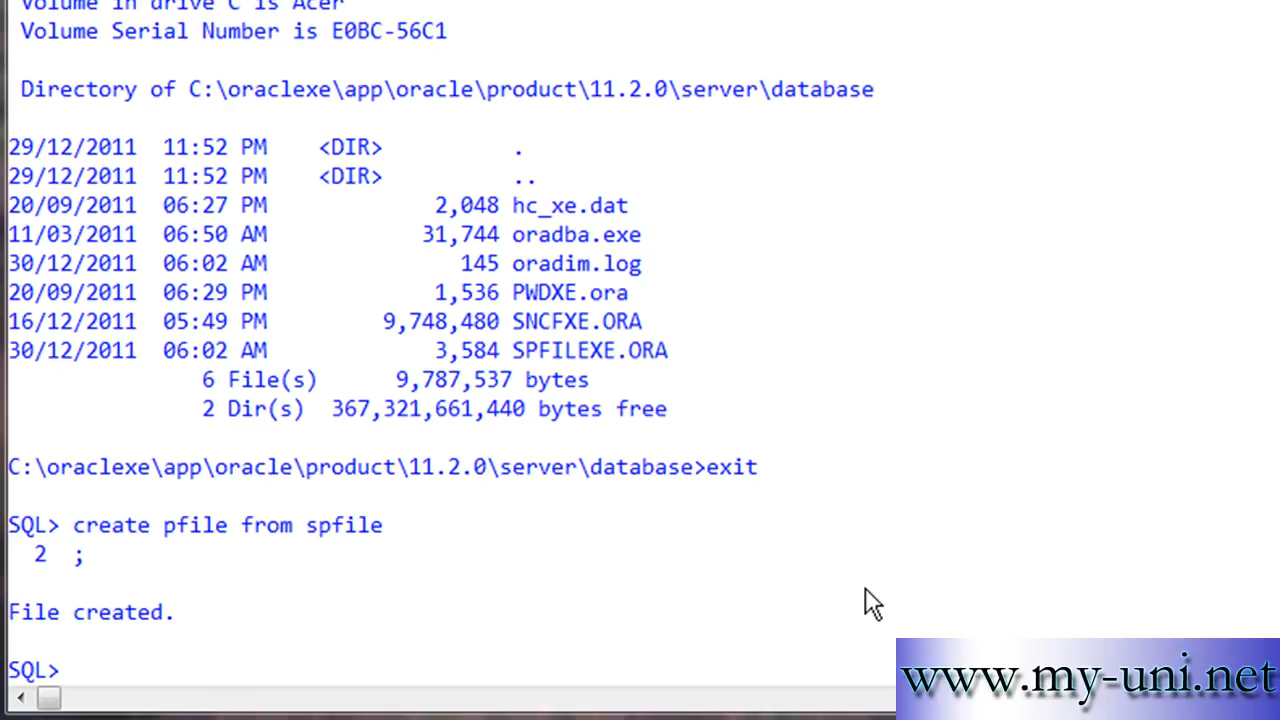 Volume in drive C is Acer
Volume Serial Number is E0BC-56C1
Directory of C:\oraclexe\app\oracle\product\11.2.0\server\database
29/12/2011  11:52 PM    <DIR>          .
29/12/2011  11:52 PM    <DIR>          ..
20/09/2011  06:27 PM             2,048 hc_xe.dat
11/03/2011  06:50 AM            31,744 oradba.exe
30/12/2011  06:02 AM               145 oradim.log
20/09/2011  06:29 PM             1,536 PWDXE.ora
16/12/2011  05:49 PM         9,748,480 SNCFXE.ORA
30/12/2011  06:02 AM             3,584 SPFILEXE.ORA
6 File(s)      9,787,537 bytes
2 Dir(s)  367,321,661,440 bytes free
C:\oraclexe\app\oracle\product\11.2.0\server\database>exit
SQL> create pfile from spfile
2  ;
File created.
SQL>
www.my-uni.net